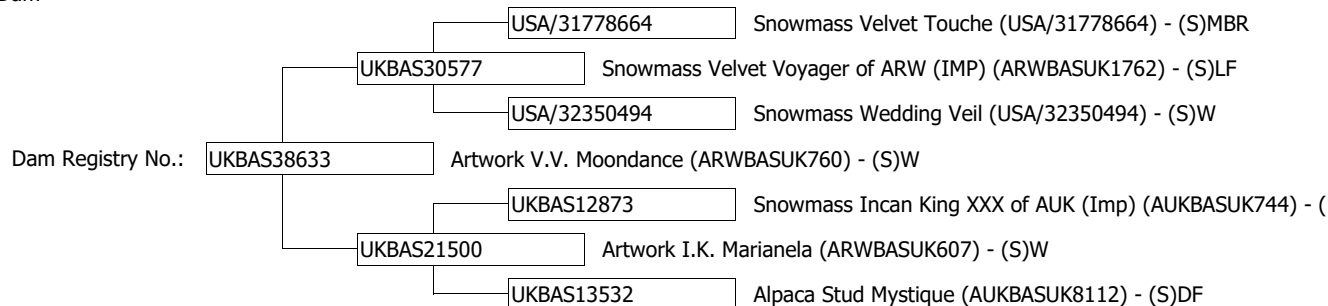 USA/31778664 Snowmass Velvet Touche (USA/31778664) - (S)MBR
UKBAS30577 Snowmass Velvet Voyager of ARW (IMP) (ARWBASUK1762) - (S)LF
USA/32350494 Snowmass Wedding Veil (USA/32350494) - (S)W
Dam Registry No.: UKBAS38633 Artwork V.V. Moondance (ARWBASUK760) - (S)W
UKBAS12873 Snowmass Incan King XXX of AUK (Imp) (AUKBASUK744) - (
UKBAS21500 Artwork I.K. Marianela (ARWBASUK607) - (S)W
UKBAS13532 Alpaca Stud Mystique (AUKBASUK8112) - (S)DF